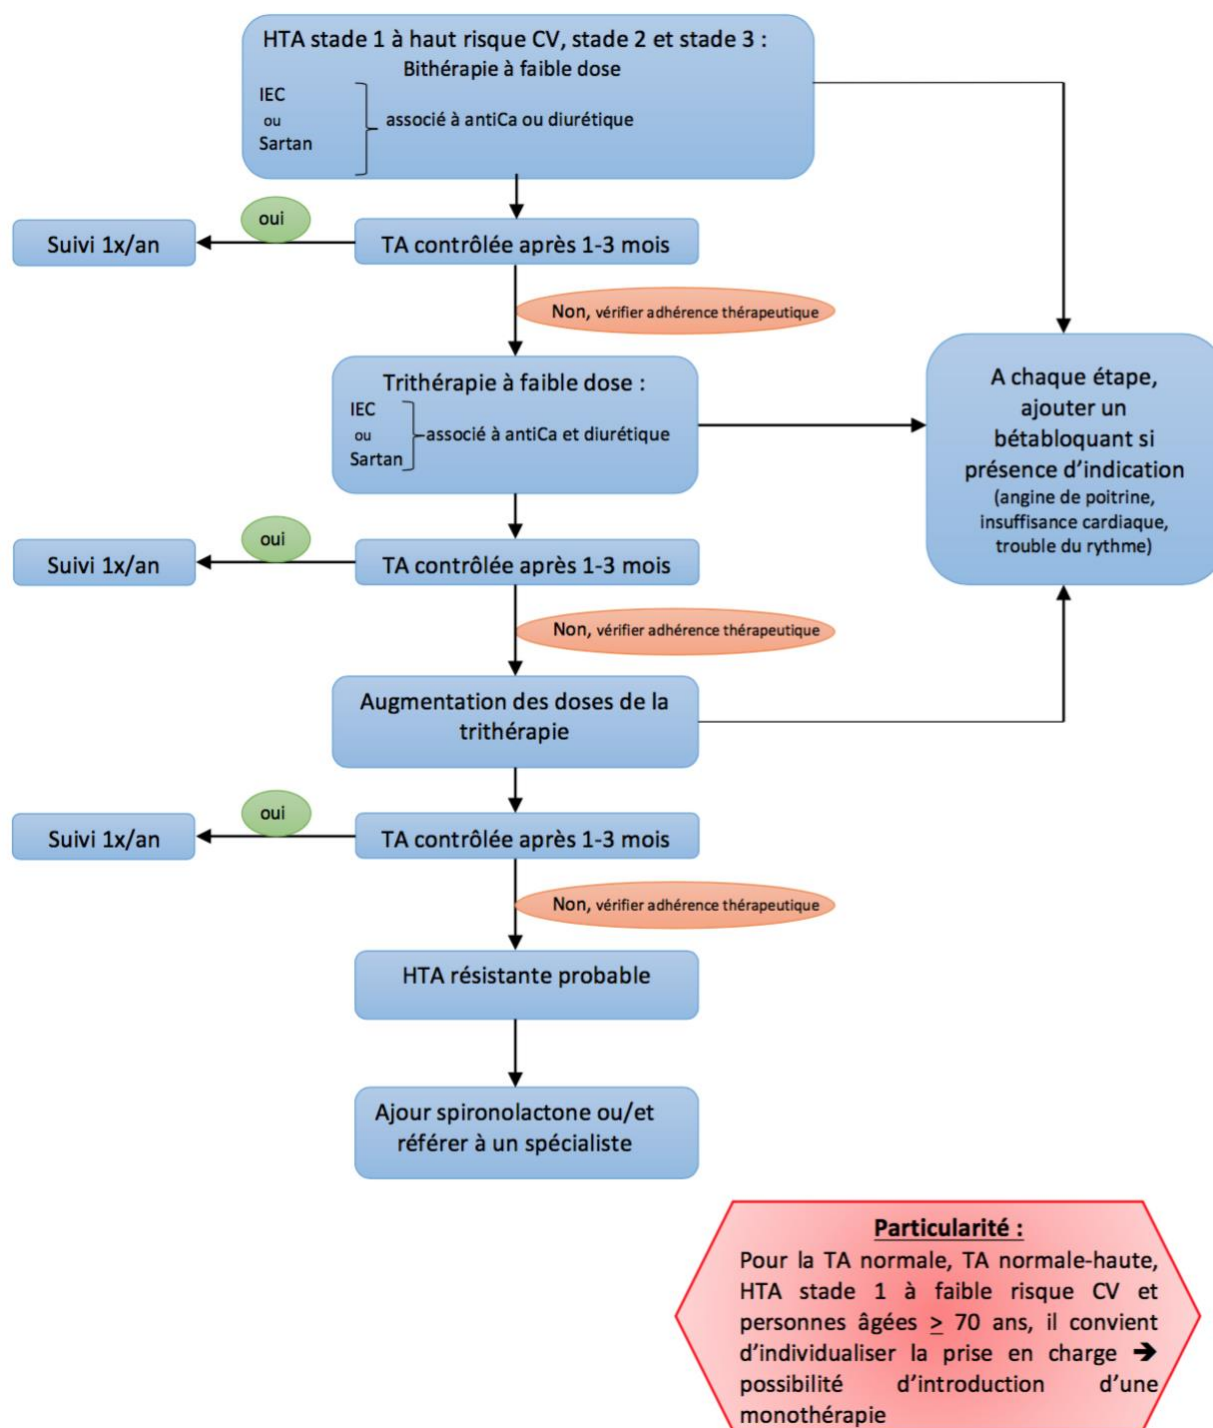 HTA stade 1 à haut risque CV, stade 2 et stade 3 :
Bithérapie à faible dose
IEC
ou
Sartan
associé à antiCa ou diurétique
oui
Suivi 1x/an
TA contrôlée après 1-3 mois
Non, vérifier adhérence thérapeutique
Trithérapie à faible dose :
IEC
ou
Sartan
associé à antiCa et diurétique
A chaque étape,
ajouter un
bétabloquant si
présence d’indication
(angine de poitrine,
insuffisance cardiaque,
trouble du rythme)
oui
Suivi 1x/an
TA contrôlée après 1-3 mois
Non, vérifier adhérence thérapeutique
Augmentation des doses de la
trithérapie
oui
Suivi 1x/an
TA contrôlée après 1-3 mois
Non, vérifier adhérence thérapeutique
HTA résistante probable
Ajour spironolactone ou/et
référer à un spécialiste
Particularité :
Pour la TA normale, TA normale-haute,
HTA stade 1 à faible risque CV et
personnes âgées ≥ 70 ans, il convient
d’individualiser la prise en charge ➔
possibilité d’introduction d’une
monothérapie